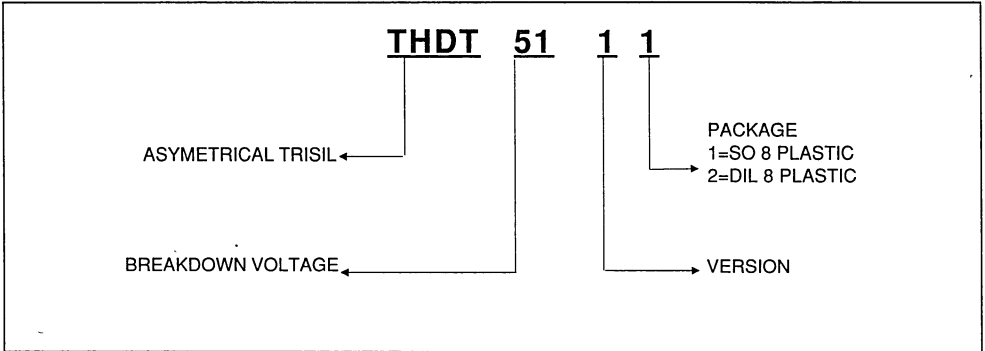 THDT 51 1 1
ASYMETRICAL TRISIL
PACKAGE
1=SO 8 PLASTIC
2=DIL 8 PLASTIC
BREAKDOWN VOLTAGE
VERSION